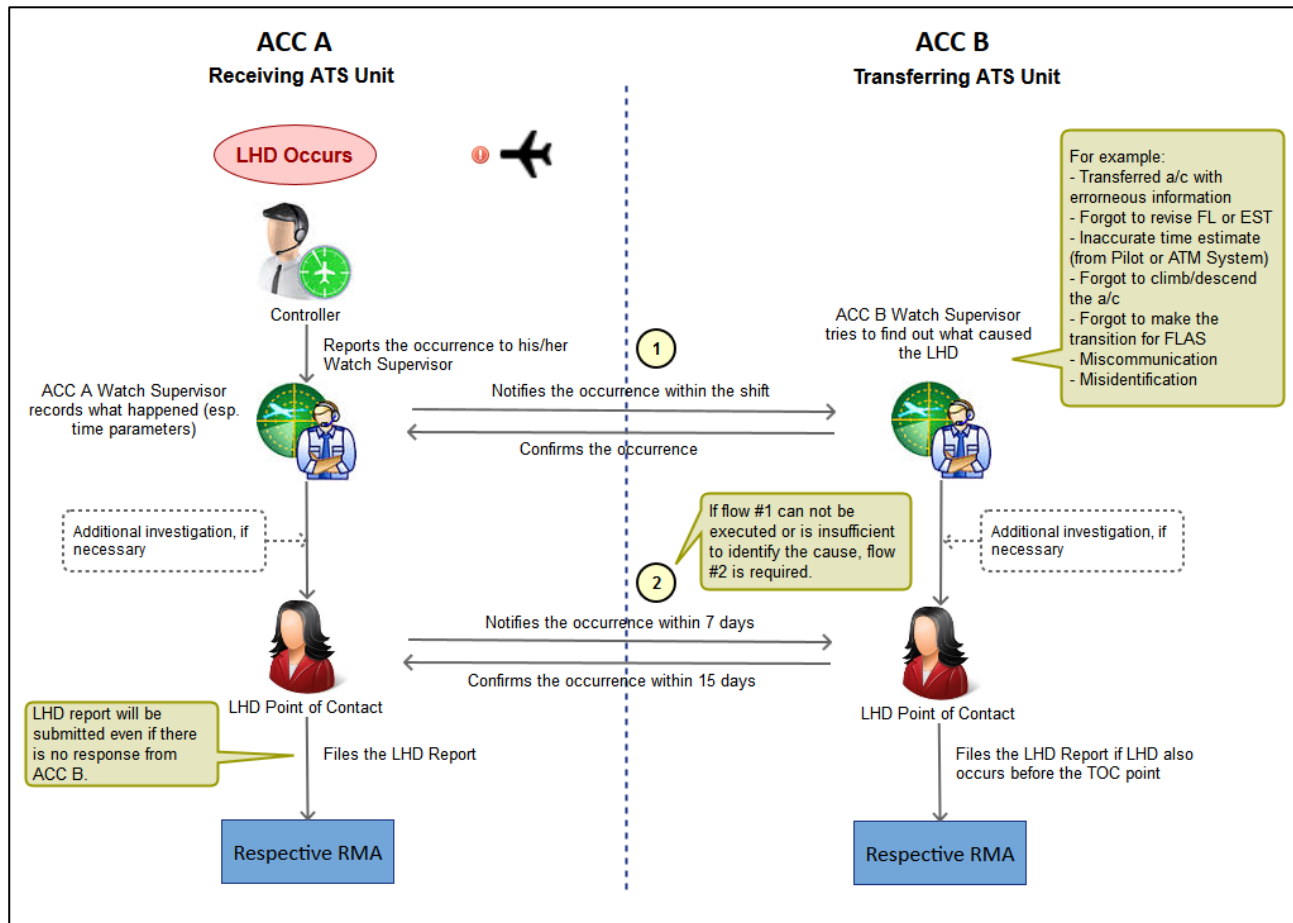 ACC A
Receiving ATS Unit
ACC B
Transferring ATS Unit
LHD Occurs
!
Controller
Reports the occurrence to his/her
Watch Supervisor
ACC A Watch Supervisor
records what happened (esp.
time parameters)
1
Notifies the occurrence within the shift
Confirms the occurrence
ACC B Watch Supervisor
tries to find out what caused
the LHD
For example:
- Transferred a/c with
errorneous information
- Forgot to revise FL or EST
- Inaccurate time estimate
(from Pilot or ATM System)
- Forgot to climb/descend
the a/c
- Forgot to make the
transition for FLAS
- Miscommunication
- Misidentification
Additional investigation, if
necessary
If flow #1 can not be
executed or is insufficient
to identify the cause, flow
#2 is required.
Additional investigation, if
necessary
2
Notifies the occurrence within 7 days
Confirms the occurrence within 15 days
LHD Point of Contact
LHD Point of Contact
LHD report will be
submitted even if there
is no response from
ACC B.
Files the LHD Report
Files the LHD Report if LHD also
occurs before the TOC point
Respective RMA
Respective RMA